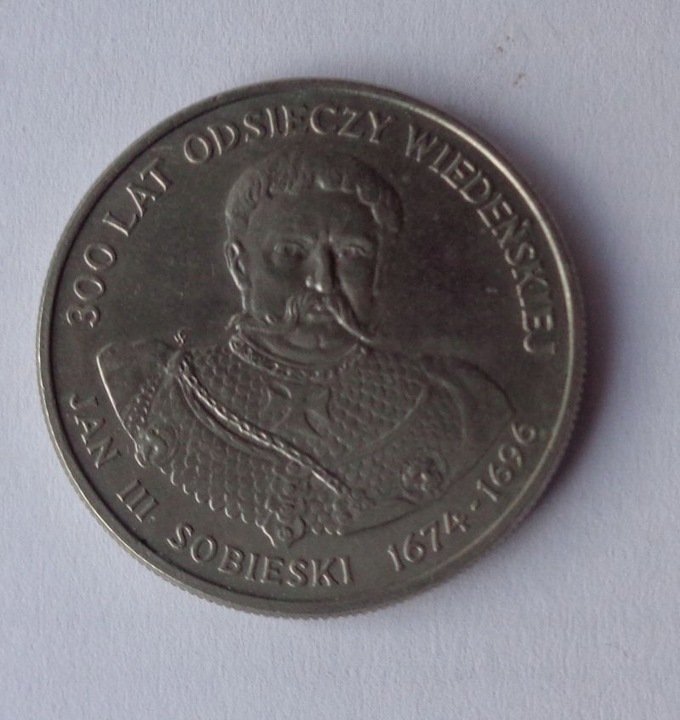 300 LAT ODSIECZY WIEDEŃSKIEJ
JAN III. SOBIESKI 1674-1696